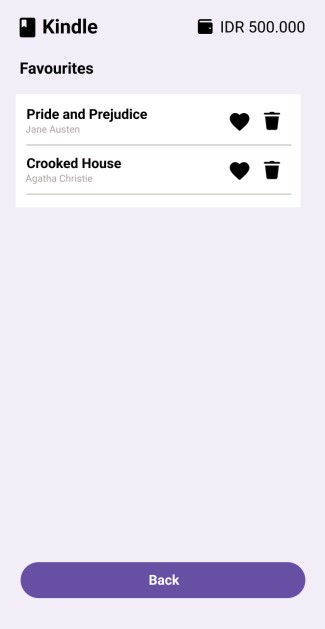 Kindle
IDR 500.000
Favourites
Pride and Prejudice
Jane Austen
Crooked House
Agatha Christie
Back